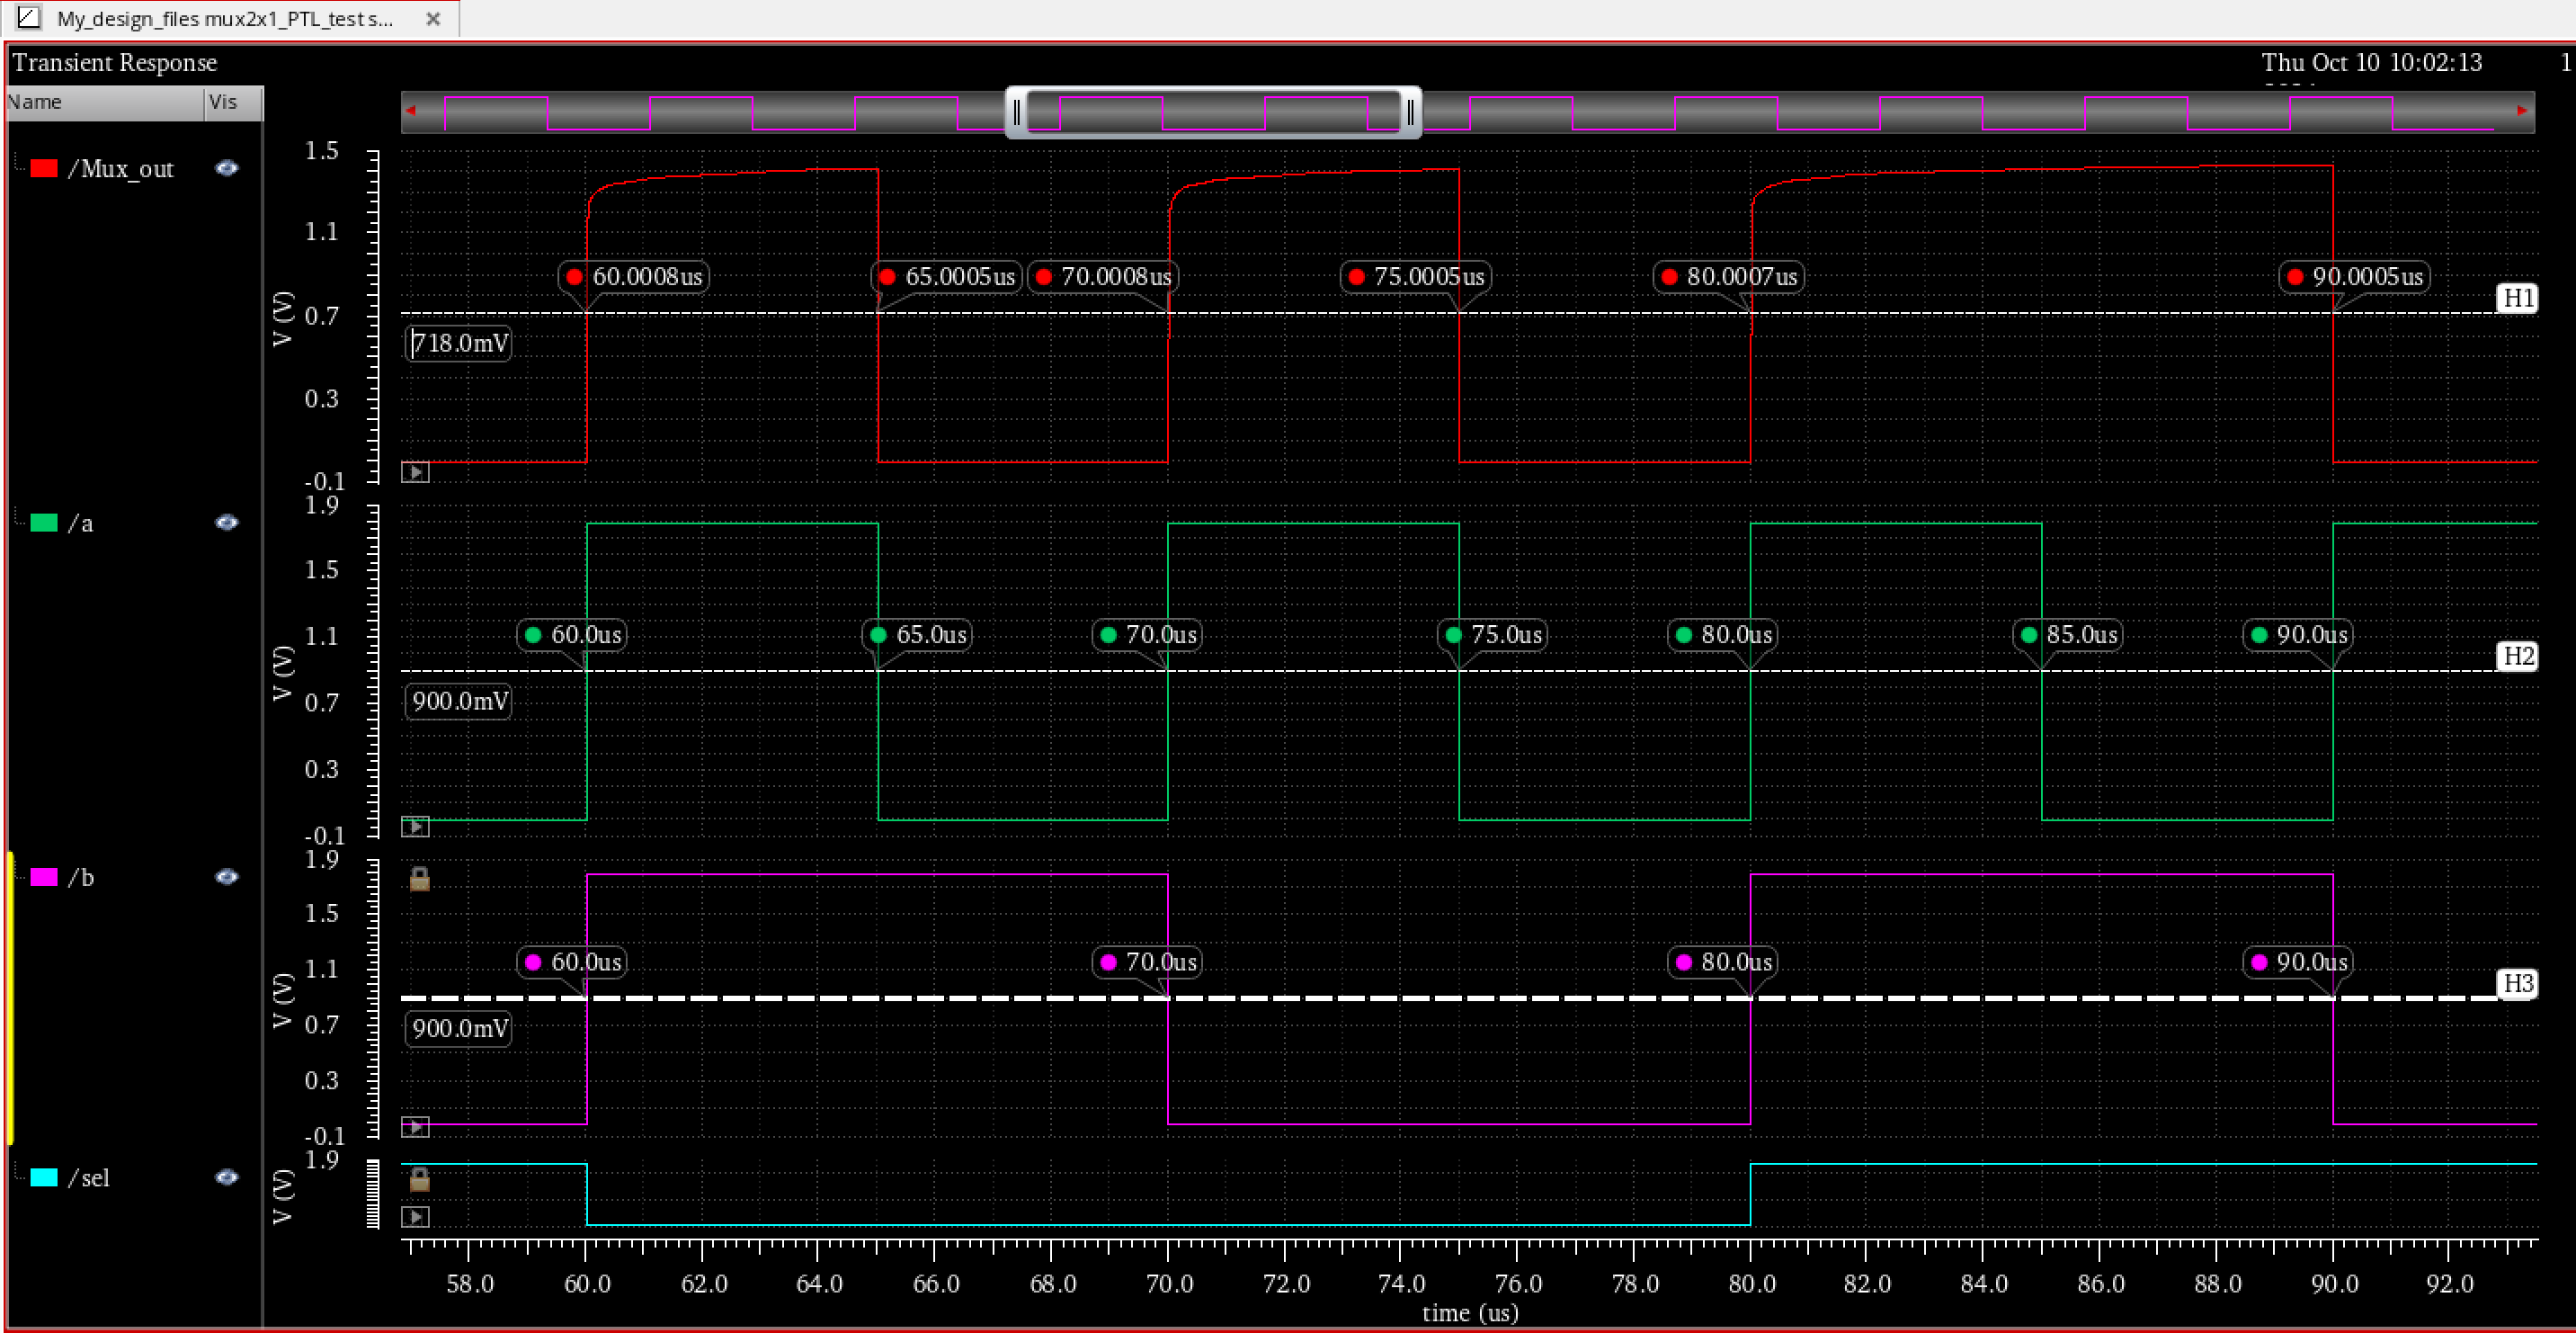 My_design_files mux2x1_PTL_test s...
Transient Response
Thu Oct 10 10:02:13 1
Name Vis
/Mux_out
1.5
1.1
0.7
0.3
-0.1
V (V)
60.0008us 65.0005us 70.0008us 75.0005us 80.0007us 90.0005us
H1
718.0mV
/a
1.9
1.5
1.1
0.7
0.3
-0.1
V (V)
60.0us 65.0us 70.0us 75.0us 80.0us 85.0us 90.0us
H2
900.0mV
/b
1.9
1.5
1.1
0.7
0.3
-0.1
V (V)
60.0us 70.0us 80.0us 90.0us
H3
900.0mV
/sel
1.9
V (V)
58.0 60.0 62.0 64.0 66.0 68.0 70.0 72.0 74.0 76.0 78.0 80.0 82.0 84.0 86.0 88.0 90.0 92.0
time (us)